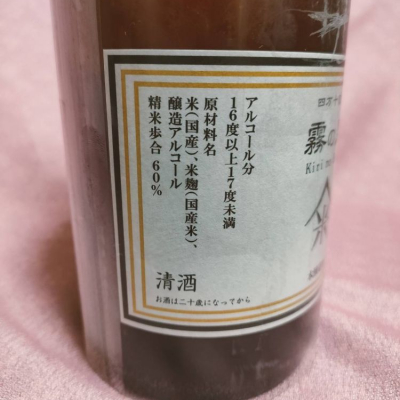 アルコール分
16度以上17度未満
原材料名
米(国産)、米麹(国産米)、
醸造アルコール
精米歩合 60%
清酒
お酒は二十歳になってから
霧の
Kiri